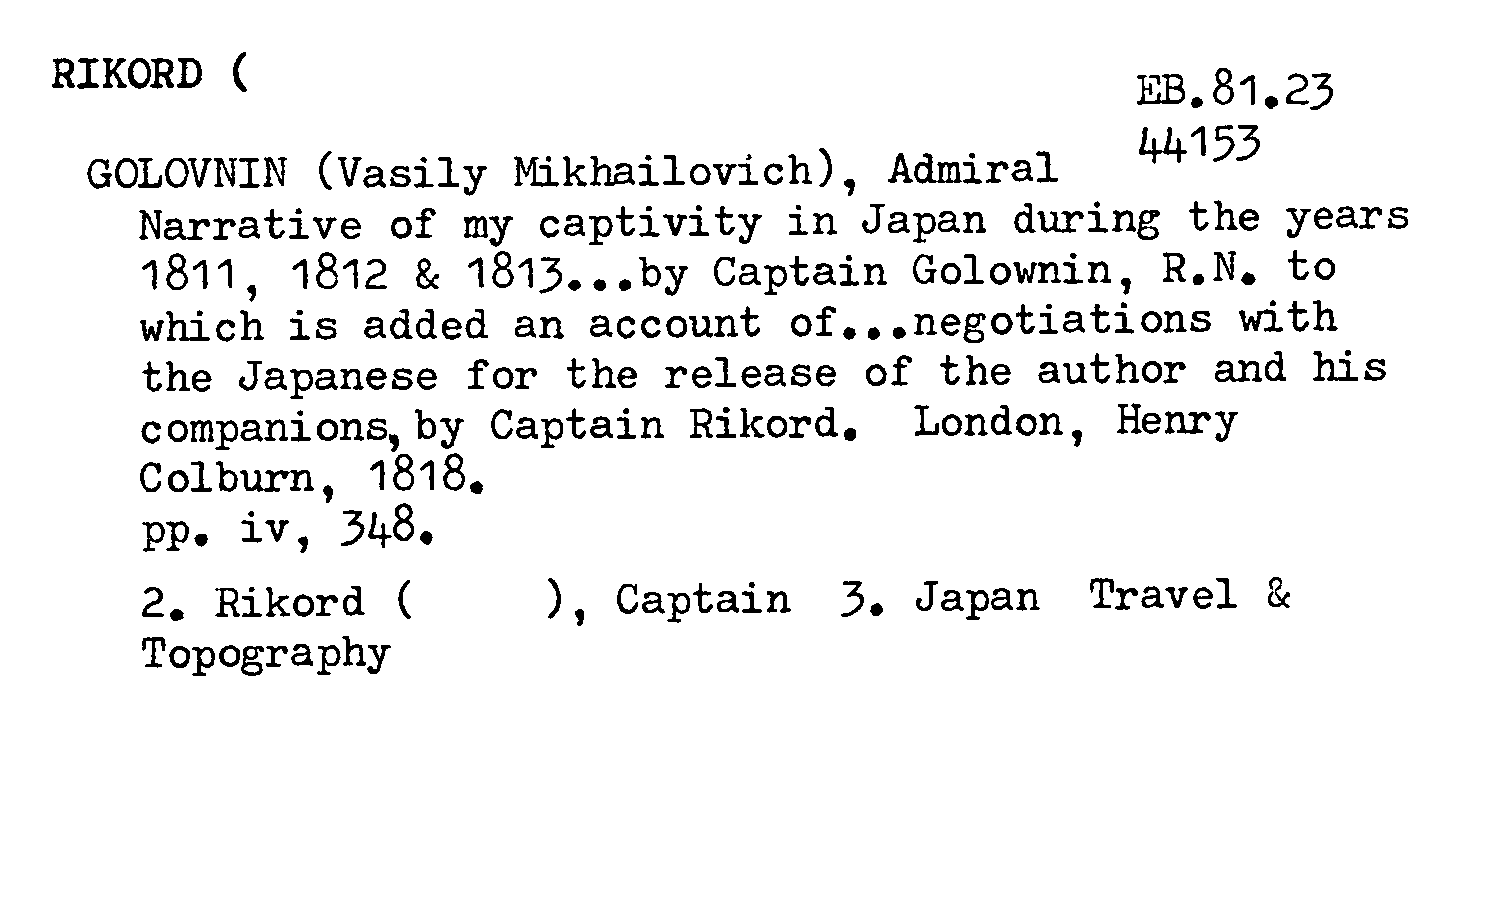 RIKORD (
EB.81.23
44153
GOLOVNIN (Vasily Mikhailovich), Admiral
Narrative of my captivity in Japan during the years
1811, 1812 & 1813...by Captain Golownin, R.N. to
which is added an account of...negotiations with
the Japanese for the release of the author and his
companions, by Captain Rikord. London, Henry
Colburn, 1818.
pp. iv, 348.
2. Rikord ( ), Captain 3. Japan Travel &
Topography